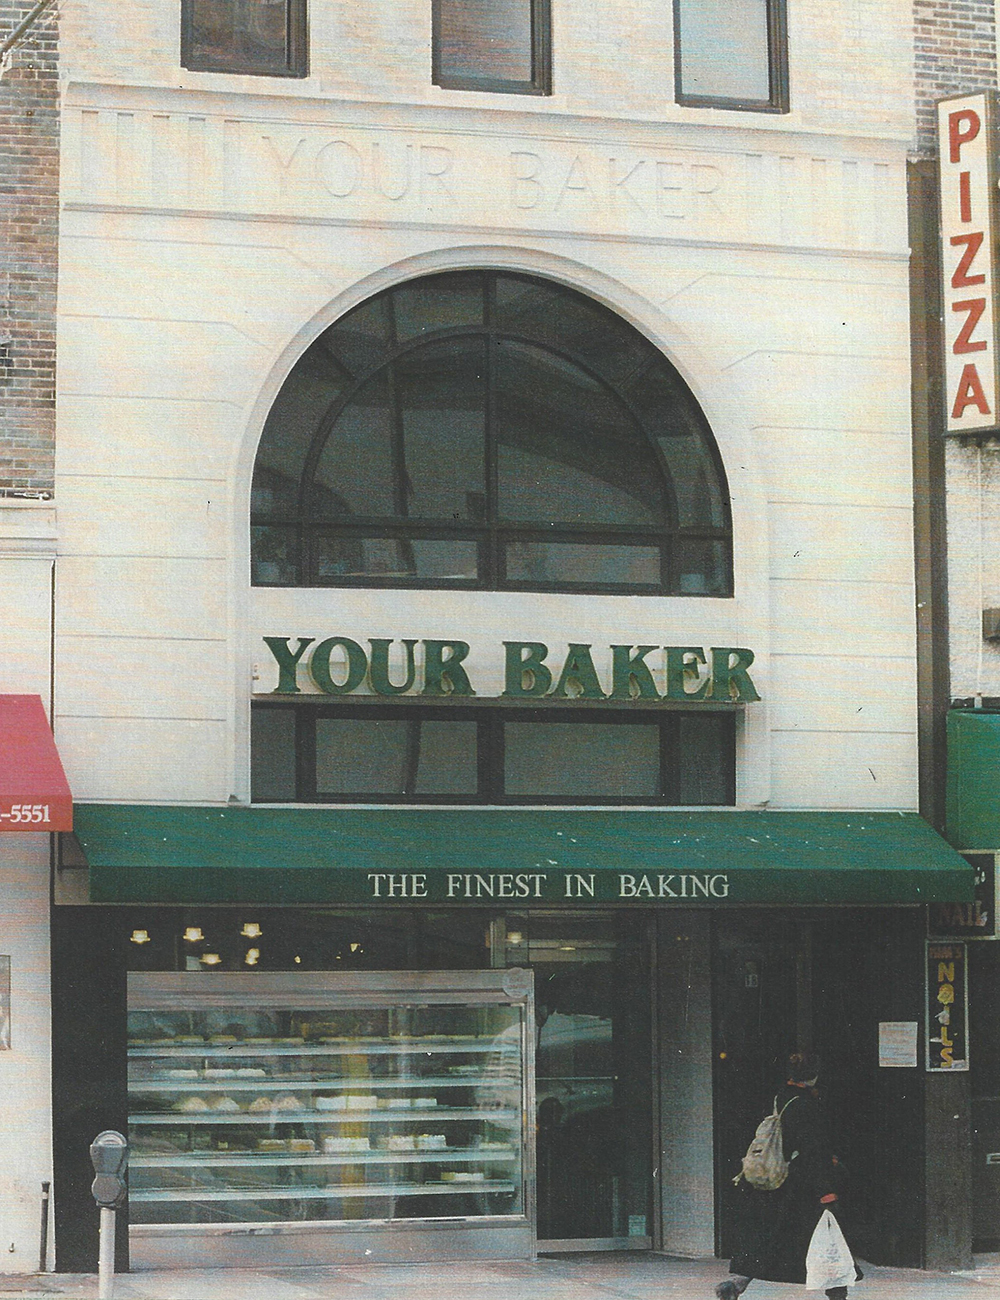 YOUR BAKER
PIZZA
YOUR BAKER
-5551
THE FINEST IN BAKING
NAIL
NAILS